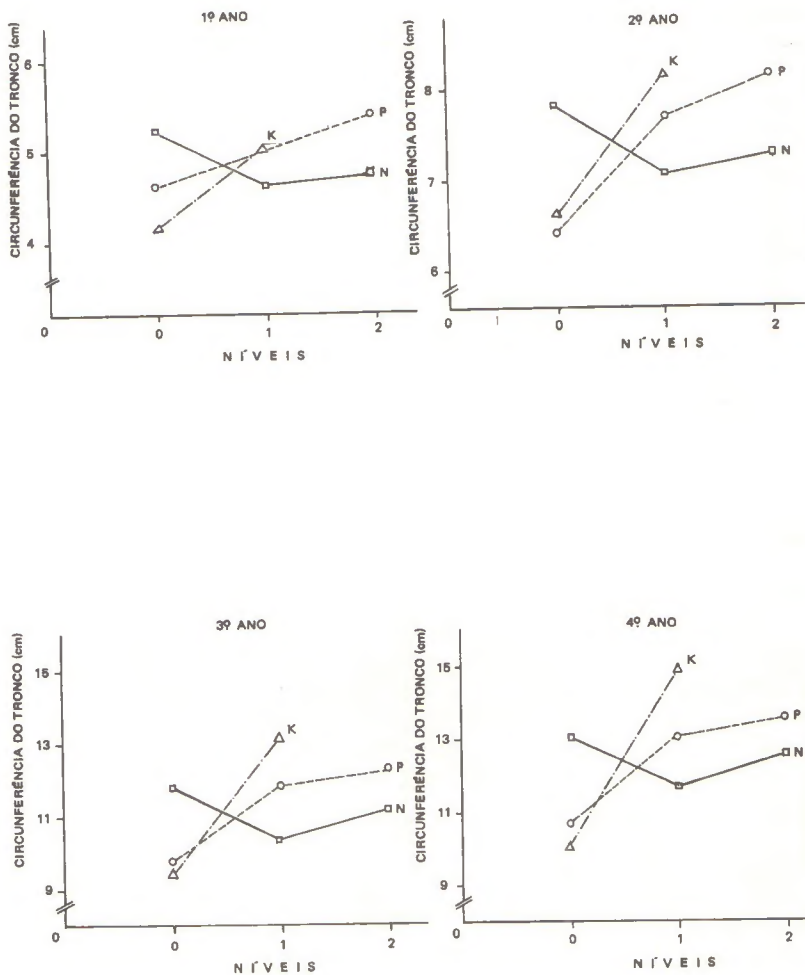 1º ANO
CIRCUNFERÊNCIA DO TRONCO (cm)
6
5
4
0
K
P
N
0 1 2
NÍVEIS
2º ANO
CIRCUNFERÊNCIA DO TRONCO (cm)
8
7
6
0
K
P
N
0 1 2
NÍVEIS
3º ANO
CIRCUNFERÊNCIA DO TRONCO (cm)
15
13
11
9
0
K
P
N
0 1 2
NÍVEIS
4º ANO
CIRCUNFERÊNCIA DO TRONCO (cm)
15
13
11
9
0
K
P
N
0 1 2
NÍVEIS